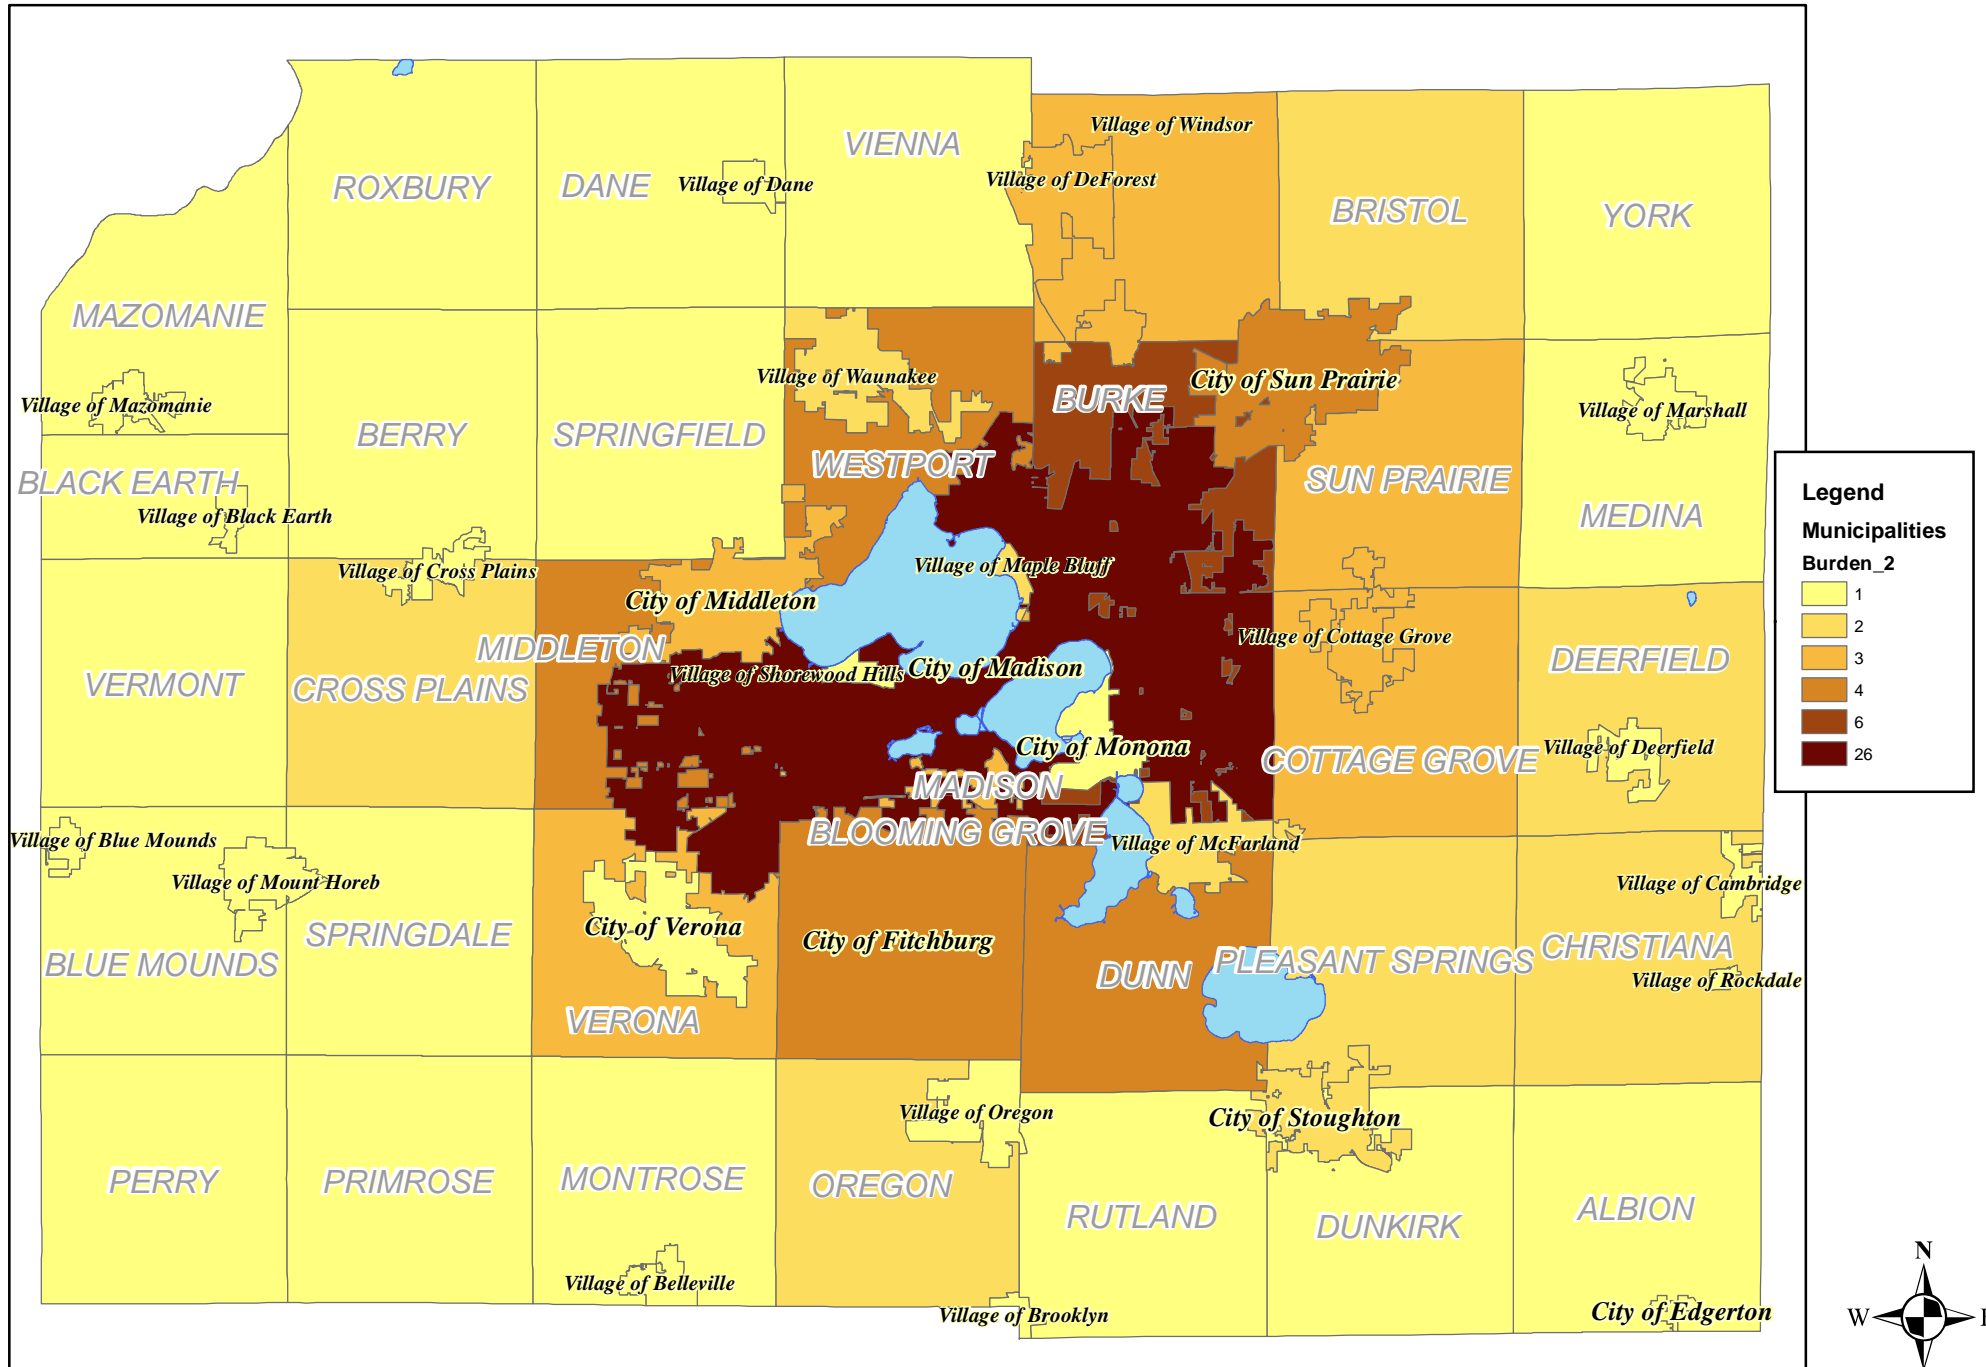 Village of Windsor
VIENNA
Village of DeForest
ROXBURY
DANE
Village of Dane
BRISTOL
YORK
MAZOMANIE
Village of Waunakee
City of Sun Prairie
BURKE
Village of Mazomanie
Village of Marshall
BERRY
SPRINGFIELD
WESTPORT
SUN PRAIRIE
BLACK EARTH
Village of Black Earth
MEDINA
Village of Cross Plains
Village of Maple Bluff
City of Middleton
Village of Cottage Grove
MIDDLETON
DEERFIELD
VERMONT
CROSS PLAINS
Village of Shorewood Hills
City of Madison
City of Monona
COTTAGE GROVE
Village of Deerfield
MADISON
BLOOMING GROVE
Village of Blue Mounds
Village of McFarland
Village of Mount Horeb
Village of Cambridge
City of Verona
SPRINGDALE
City of Fitchburg
CHRISTIANA
BLUE MOUNDS
DUNN
PLEASANT SPRINGS
Village of Rockdale
VERONA
Village of Oregon
City of Stoughton
PERRY
PRIMROSE
MONTROSE
OREGON
RUTLAND
DUNKIRK
ALBION
Village of Belleville
Village of Brooklyn
City of Edgerton
Legend
Municipalities
Burden_2
1
2
3
4
6
26
N
W